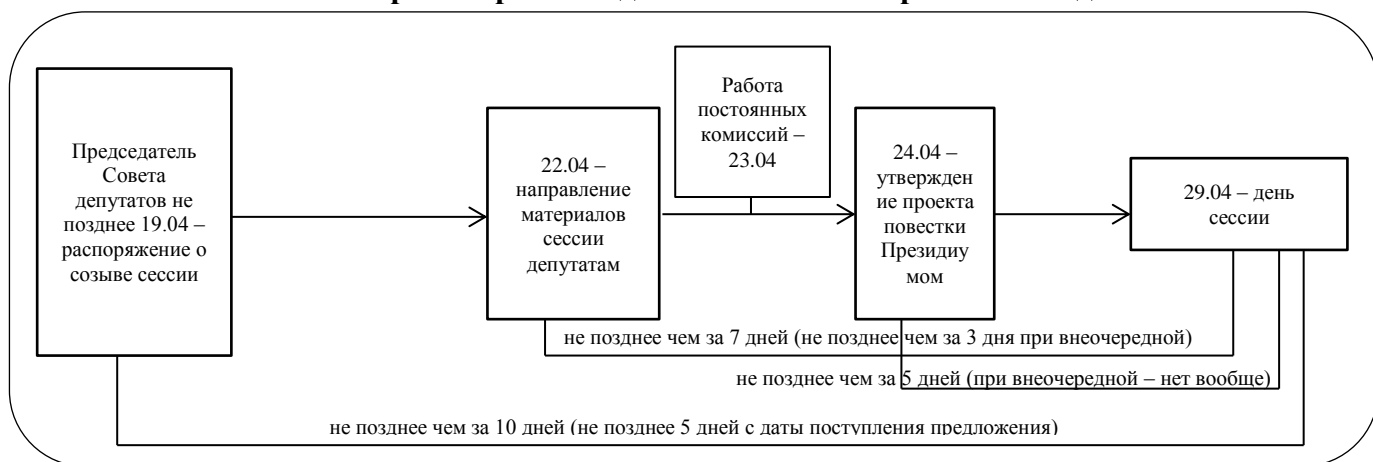 Председатель
Совета
депутатов не
позднее 19.04 –
распоряжение о
созыве сессии
22.04 –
направление
материалов
сессии
депутатам
Работа
постоянных
комиссий –
23.04
24.04 –
утвержден
ие проекта
повестки
Президиу
мом
29.04 – день
сессии
не позднее чем за 7 дней (не позднее чем за 3 дня при внеочередной)
не позднее чем за 5 дней (при внеочередной – нет вообще)
не позднее чем за 10 дней (не позднее 5 дней с даты поступления предложения)